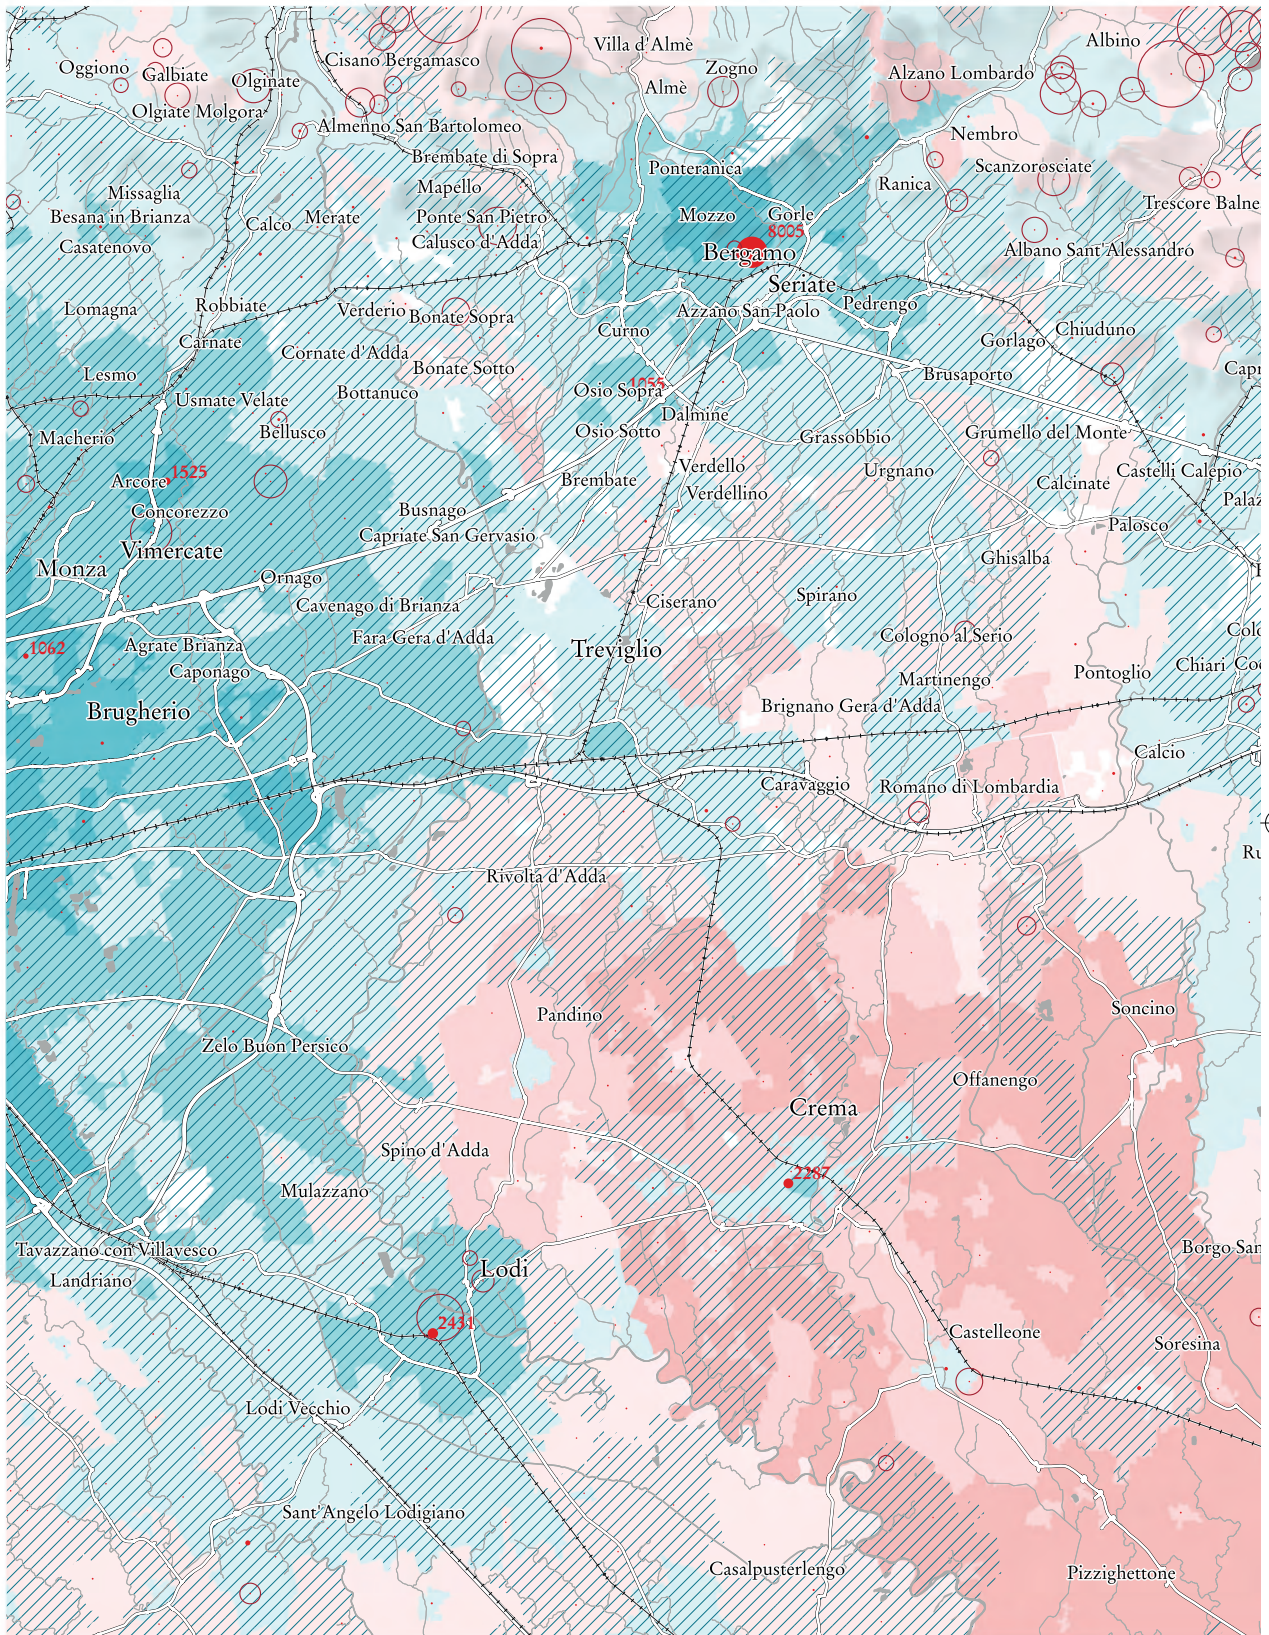 Villa d'Almè
Albino
Cisano Bergamasco
Oggiono
Galbiate
Olginate
Zogno
Alzano Lombardo
Almè
Olgiate Molgora
Almenno San Bartolomeo
Nembro
Brembate di Sopra
Ponteranica
Scanzorosciate
Missaglia
Mapello
Ranica
Besana in Brianza
Merate
Ponte San Pietro
Mozzo
Gorle
8005
Trescore Balne
Calco
Casatenovo
Calusco d'Adda
Bergamo
Albano Sant'Alessandro
Seriate
Lomagna
Robbiate
Verderio
Bonate Sopra
Azzano San Paolo
Pedrengo
Curno
Chiuduno
Carnate
Cornate d'Adda
Gorlago
Lesmo
Bonate Sotto
Capr
Bottanuco
1055
Osio Sopra
Brusaporto
Usmate Velate
Dalmine
Macherio
Bellusco
Osio Sotto
Grassobbio
Grumello del Monte
Arcore
1525
Brembate
Verdello
Urgnano
Calcinate
Castelli Calepio
Verdellino
Palaz
Concorezzo
Busnago
Palosco
Capriate San Gervasio
Vimercate
Ghisalba
Monza
Ornago
Cavenago di Brianza
Ciserano
Spirano
Agrate Brianza
Fara Gera d'Adda
1062
Treviglio
Cologno al Serio
Colo
Caponago
Martinengo
Pontoglio
Chiari
Coc
Brugherio
Brignano Gera d'Adda
Calcio
Caravaggio
Romano di Lombardia
Ru
Rivolta d'Adda
Pandino
Soncino
Zelo Buon Persico
Offanengo
Crema
Spino d'Adda
2287
Mulazzano
Tavazzano con Villavesco
Borgo San
Landriano
Lodi
2431
Castelleone
Soresina
Lodi Vecchio
Sant'Angelo Lodigiano
Casalpusterlengo
Pizzighettone